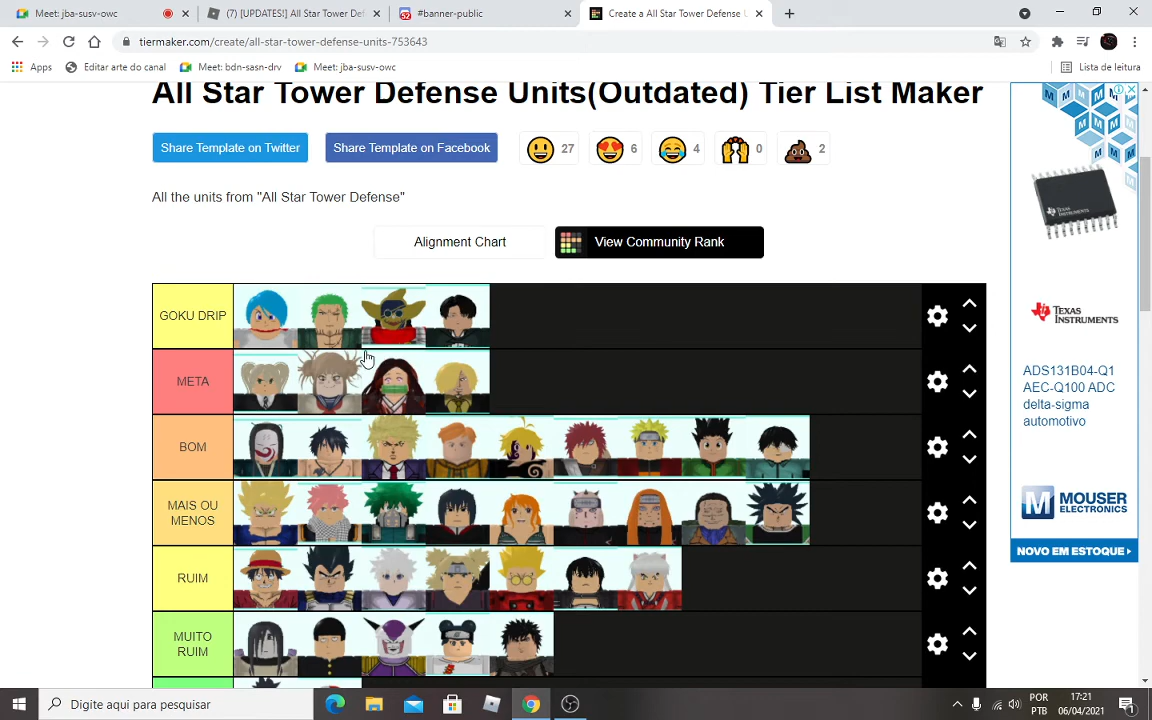 Meet: jba-susv-owc
(7) [UPDATES!] All Star Tower Def
#banner-public
Create a All Star Tower Defense U
tiermaker.com/create/all-star-tower-defense-units-753643
Apps
Editar arte do canal
Meet: bdn-sasn-drv
Meet: jba-susv-owc
Lista de leitura
All Star Tower Defense Units(Outdated) Tier List Maker
Share Template on Twitter
Share Template on Facebook
27
6
4
0
2
All the units from "All Star Tower Defense"
Alignment Chart
View Community Rank
GOKU DRIP
META
BOM
MAIS OU
MENOS
RUIM
MUITO
RUIM
TEXAS
INSTRUMENTS
ADS131B04-Q1
AEC-Q100 ADC
delta-sigma
automotivo
MOUSER
ELECTRONICS
NOVO EM ESTOQUE
Digite aqui para pesquisar
POR
PTB
17:21
06/04/2021
1